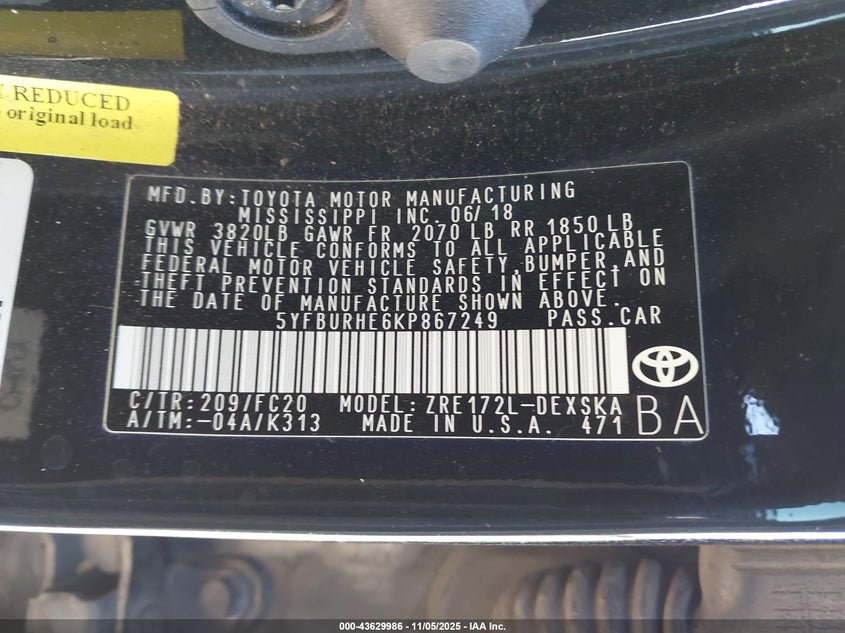 REDUCED
original load
MFD.BY:TOYOTA MOTOR MANUFACTURING
MISSISSIPPI INC. 06/18
GVWR 3820LB GAWR FR 2070 LB RR 1850 LB
THIS VEHICLE CONFORMS TO ALL APPLICABLE
FEDERAL MOTOR VEHICLE SAFETY, BUMPER, AND
THEFT PREVENTION STANDARDS IN EFFECT ON
THE DATE OF MANUFACTURE SHOWN ABOVE.
5YFBURHE6KP867249 PASS.CAR
C/TR:209/FC20 MODEL:ZRE172L-DEXSKA
A/TM:-04A/K313 MADE IN U.S.A. 471
BA
000-43629986 - 11/05/2025 - IAA Inc.